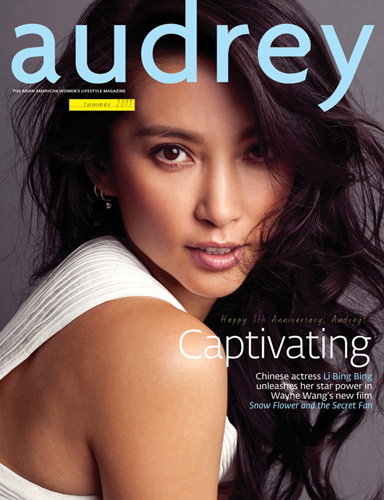 audrey
THE ASIAN AMERICAN WOMEN'S LIFESTYLE MAGAZINE
summer 2011
Happy 8th Anniversary, Audrey!
Captivating
Chinese actress Li Bing Bing
unleashes her star power in
Wayne Wang's new film
Snow Flower and the Secret Fan